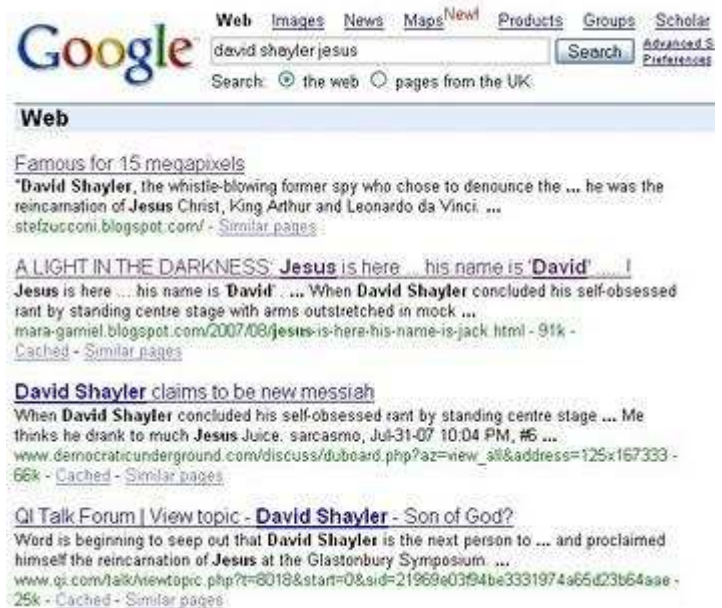 Web Images News Maps New! Products Groups Scholar
Google
david shayler jesus Search Advanced S
Preferences
Search: the web pages from the UK
Web
Famous for 15 megapixels
"David Shayler, the whistle-blowing former spy who chose to denounce the ... he was the
reincarnation of Jesus Christ, King Arthur and Leonardo da Vinci. ...
stefzucconi.blogspot.com/ - Similar pages
A LIGHT IN THE DARKNESS: Jesus is here ... his name is 'David' ..... !
Jesus is here ... his name is 'David' . ... When David Shayler concluded his self-obsessed
rant by standing centre stage with arms outstretched in mock ...
mara-gamiel.blogspot.com/2007/08/jesus-is-here-his-name-is-jack.html - 91k -
Cached - Similar pages
David Shayler claims to be new messiah
When David Shayler concluded his self-obsessed rant by standing centre stage ... Me
thinks he drank to much Jesus Juice. sarcasmo, Jul-31-07 10:04 PM, #6 ...
www.democraticunderground.com/discuss/duboard.php?az=view_all&address=125x167333 -
66k - Cached - Similar pages
QI Talk Forum | View topic - David Shayler - Son of God?
Word is beginning to seep out that David Shayler is the next person to ... and proclaimed
himself the reincarnation of Jesus at the Glastonbury Symposium. ...
www.qi.com/talk/viewtopic.php?t=8018&start=0&sid=21969e03f94be3331974a65d23b64aae -
25k - Cached - Similar pages